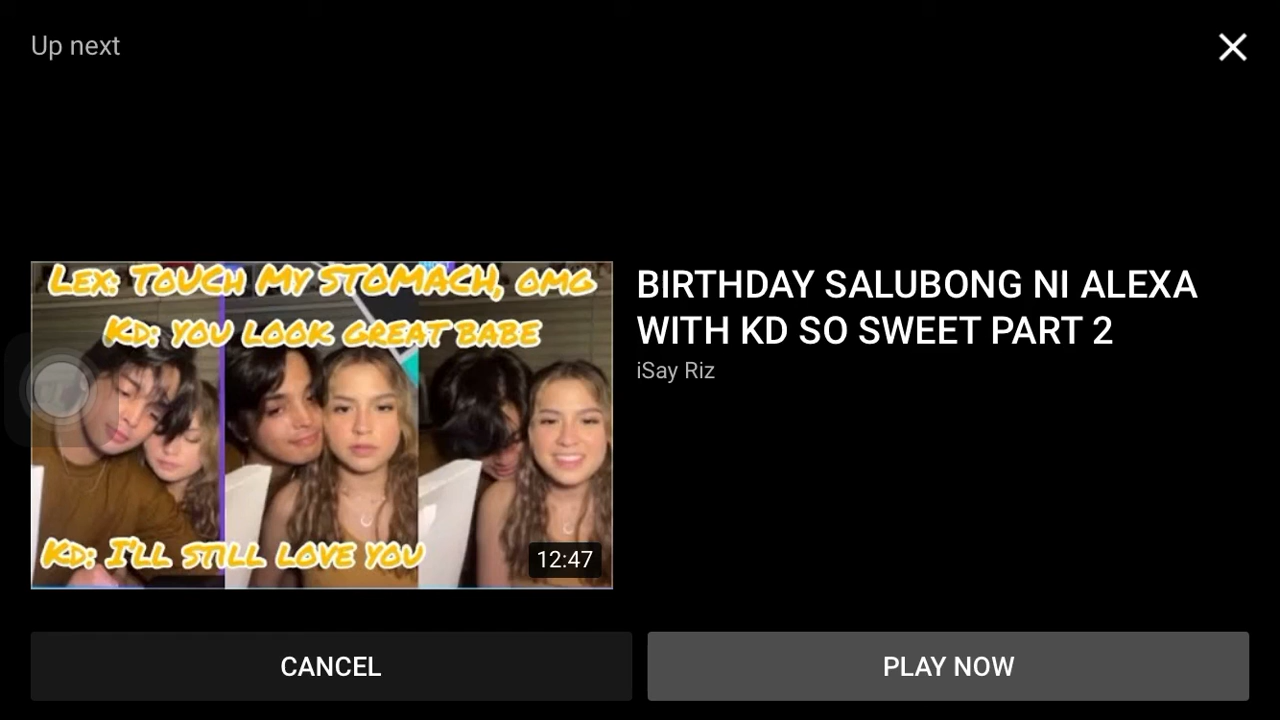 Up next
LEX: TOUCH MY STOMACH, OMG
KD: YOU LOOK GREAT BABE
KD: I'LL STILL LOVE YOU
12:47
BIRTHDAY SALUBONG NI ALEXA
WITH KD SO SWEET PART 2
iSay Riz
CANCEL
PLAY NOW